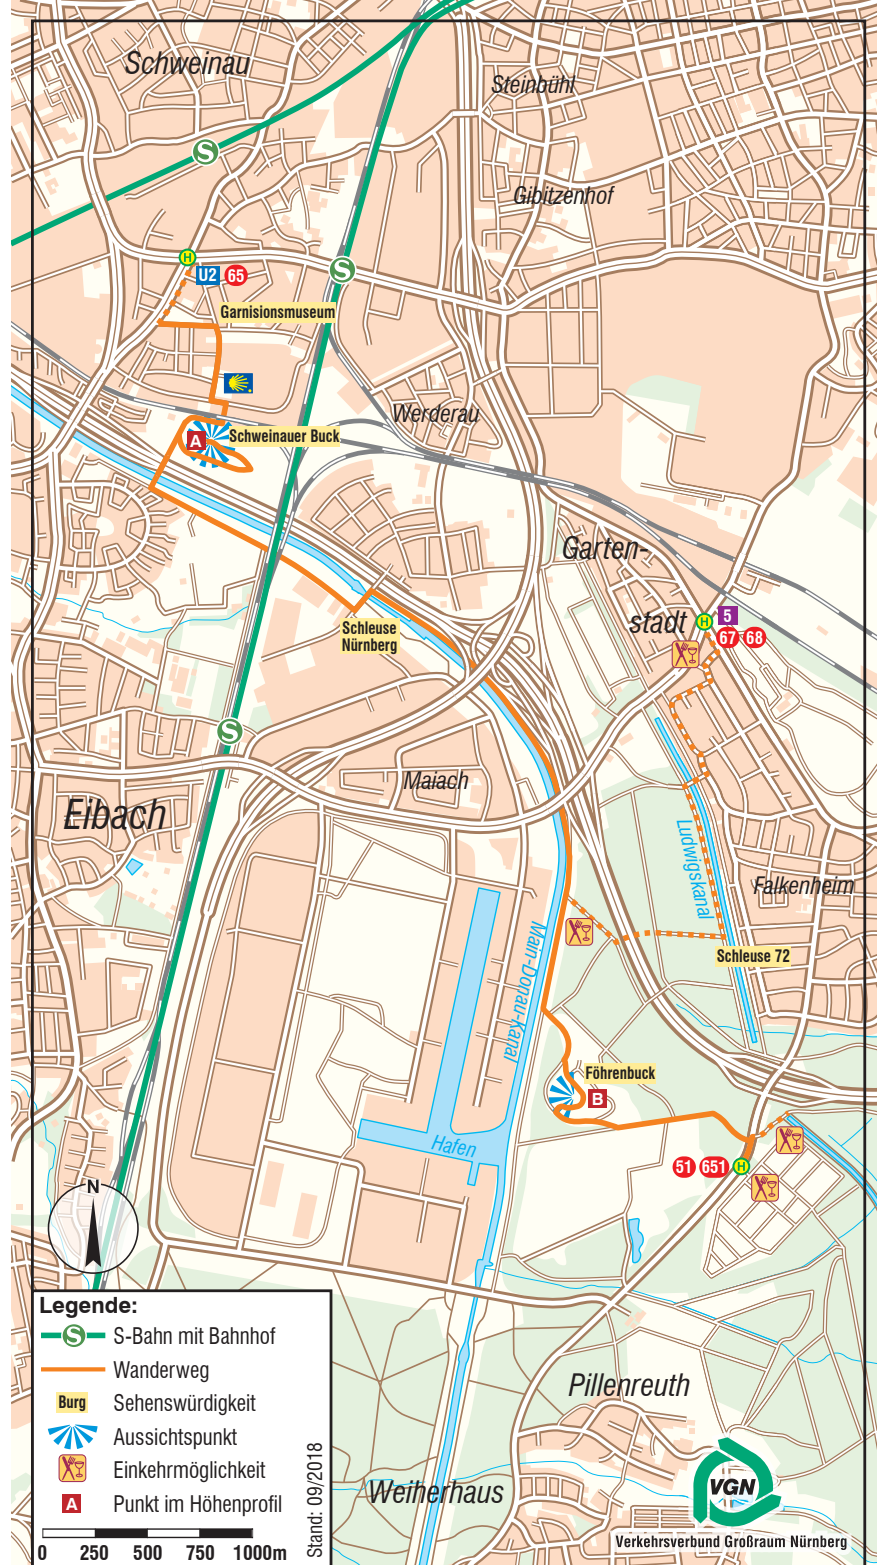 Schweinau
Steinbühl
S
Gibitzenhof
H
S
U2 65
Garnisionsmuseum
Werderau
A
Schweinauer Buck
Garten-
stadt
H
5
67 68
Schleuse
Nürnberg
S
Maiach
Eibach
Ludwigskanal
Falkenheim
Main-Donau-Kanal
Schleuse 72
Föhrenbuck
B
Hafen
51 651
H
N
Legende:
S S-Bahn mit Bahnhof
Wanderweg
Burg Sehenswürdigkeit
Aussichtspunkt
Einkehrmöglichkeit
A Punkt im Höhenprofil
0 250 500 750 1000m
Stand: 09/2018
Pillenreuth
Weiherhaus
VGN
Verkehrsverbund Großraum Nürnberg